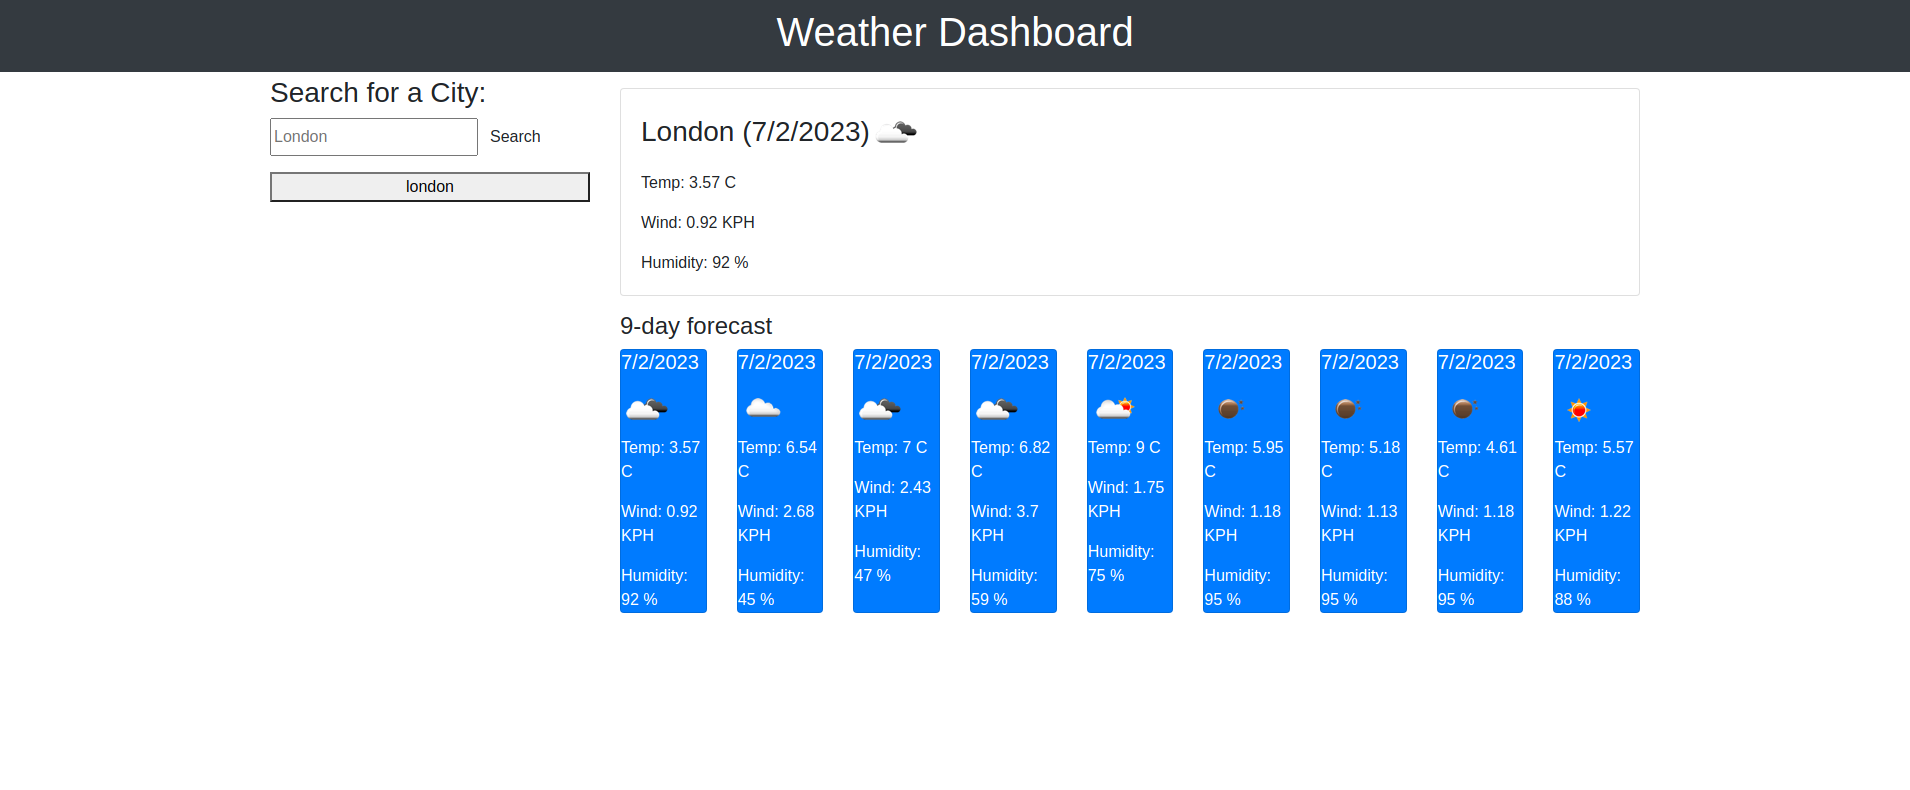 Weather Dashboard
Search for a City:
London
Search
london
London (7/2/2023)
Temp: 3.57 C
Wind: 0.92 KPH
Humidity: 92 %
9-day forecast
7/2/2023
Temp: 3.57
C
Wind: 0.92
KPH
Humidity:
92 %
7/2/2023
Temp: 6.54
C
Wind: 2.68
KPH
Humidity:
45 %
7/2/2023
Temp: 7 C
Wind: 2.43
KPH
Humidity:
47 %
7/2/2023
Temp: 6.82
C
Wind: 3.7
KPH
Humidity:
59 %
7/2/2023
Temp: 9 C
Wind: 1.75
KPH
Humidity:
75 %
7/2/2023
Temp: 5.95
C
Wind: 1.18
KPH
Humidity:
95 %
7/2/2023
Temp: 5.18
C
Wind: 1.13
KPH
Humidity:
95 %
7/2/2023
Temp: 4.61
C
Wind: 1.18
KPH
Humidity:
95 %
7/2/2023
Temp: 5.57
C
Wind: 1.22
KPH
Humidity:
88 %